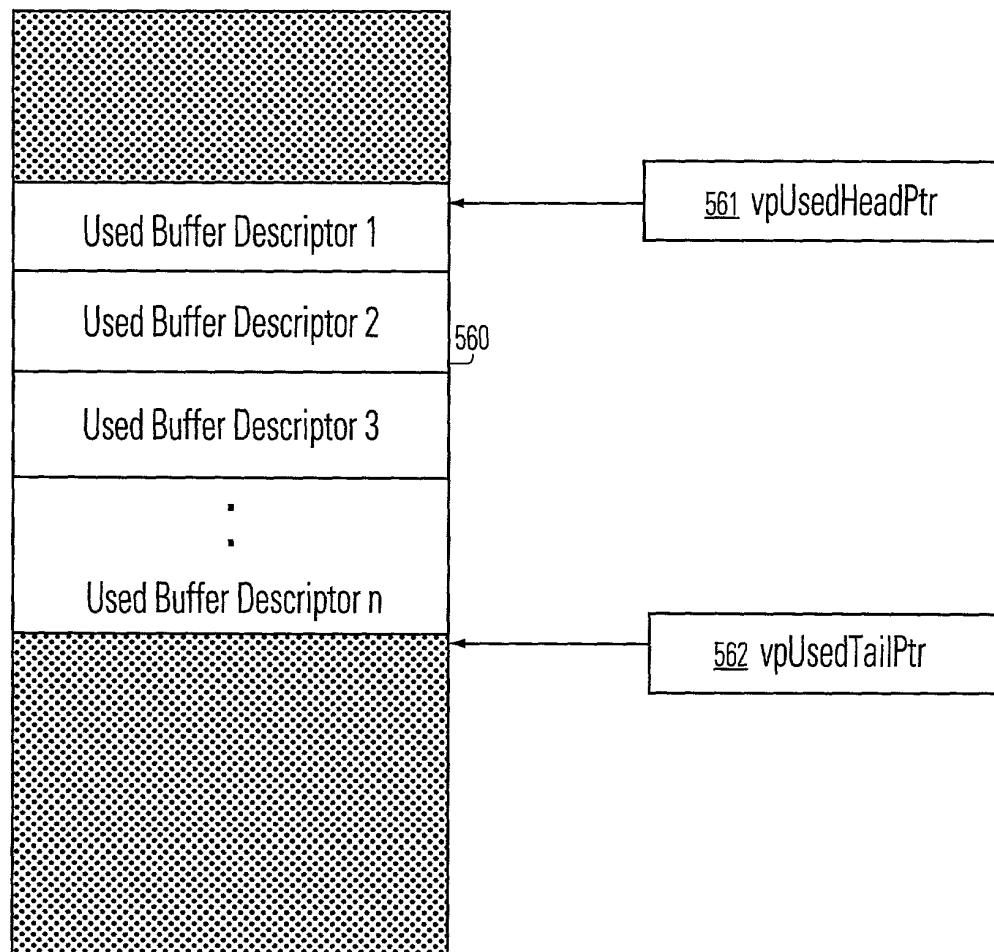 Used Buffer Descriptor 1
561 vpUsedHeadPtr
Used Buffer Descriptor 2
560
Used Buffer Descriptor 3
Used Buffer Descriptor n
562 vpUsedTailPtr